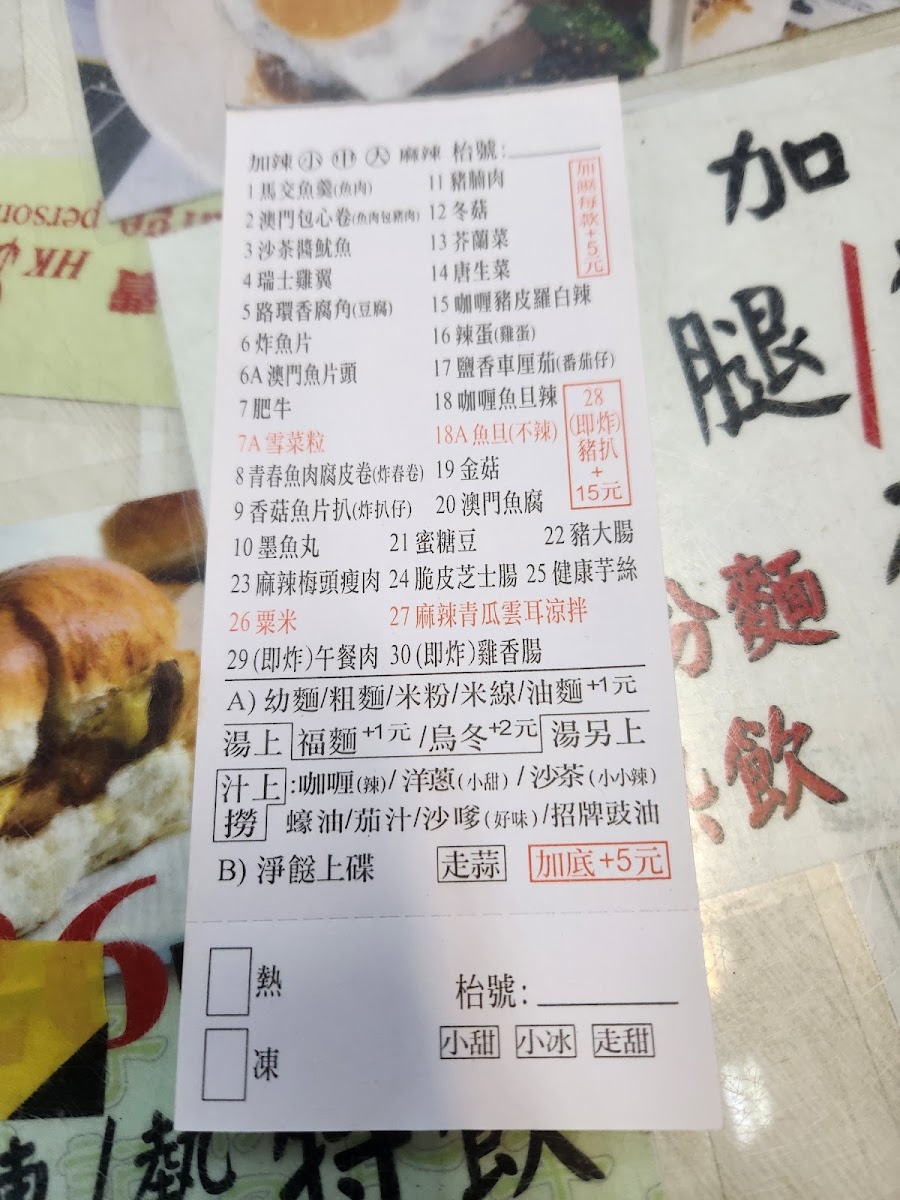 加辣 小 中 大 麻辣 枱號:
加餸每款+5元
1 馬交魚羹(魚肉) 11 豬腩肉
2 澳門包心卷(魚肉包豬肉) 12 冬菇
3 沙茶醬魷魚 13 芥蘭菜
4 瑞士雞翼 14 唐生菜
5 路環香腐角(豆腐) 15 咖喱豬皮羅白辣
6 炸魚片 16 辣蛋(雞蛋)
6A 澳門魚片頭 17 鹽香車厘茄(番茄仔)
7 肥牛 18 咖喱魚旦辣
7A 雪菜粒 18A 魚旦(不辣)
28 (即炸) 豬扒 + 15元
8 青春魚肉腐皮卷(炸春卷) 19 金菇
9 香菇魚片扒(炸扒仔) 20 澳門魚腐
10 墨魚丸 21 蜜糖豆 22 豬大腸
23 麻辣梅頭瘦肉 24 脆皮芝士腸 25 健康芋絲
26 粟米 27 麻辣青瓜雲耳涼拌
29 (即炸)午餐肉 30 (即炸)雞香腸
A) 幼麵/粗麵/米粉/米線/油麵+1元
湯上 福麵+1元 /烏冬+2元 湯另上
汁上 :咖喱(辣)/ 洋蔥(小甜) / 沙茶(小小辣)
撈 蠔油/茄汁/沙嗲(好味)/招牌豉油
B) 淨餸上碟 走蒜 加底+5元
熱 枱號:
凍 小甜 小冰 走甜
加
腿
麵
飲
person
HK
6
/熱 特飲